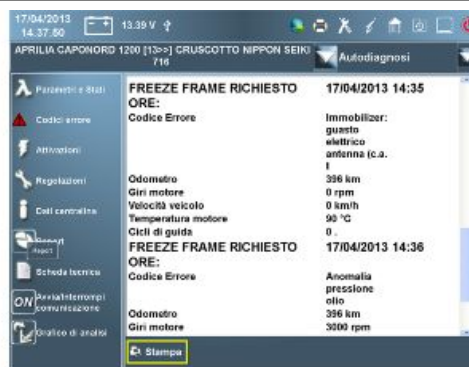 17/04/2013
14.37.50
13.39 V
APRILIA CAPONORD 1200 [13>>] CRUSCOTTO NIPPON SEIKI
716
Autodiagnosi
Parametri e Stati
Codici errore
Attivazioni
Regolazioni
Dati centralina
Report
Report
Scheda tecnica
ON
Avvia/Interrompi
comunicazione
Grafico di analisi
FREEZE FRAME RICHIESTO 17/04/2013 14:35
ORE:
Codice Errore Immobilizer:
guasto
elettrico
antenna (c.a.
Odometro 396 km
Giri motore 0 rpm
Velocità veicolo 0 km/h
Temperatura motore 90 °C
Cicli di guida 0 .
FREEZE FRAME RICHIESTO 17/04/2013 14:36
ORE:
Codice Errore Anomalia
pressione
olio
Odometro 396 km
Giri motore 3000 rpm
Stampa